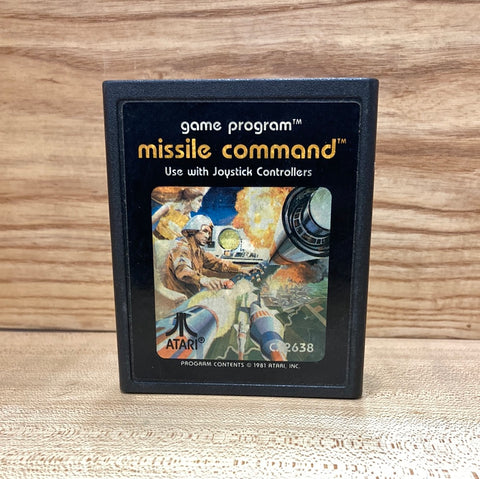 game program™
missile command™
Use with Joystick Controllers
ATARI®
CX2638
PROGRAM CONTENTS © 1981 ATARI, INC.